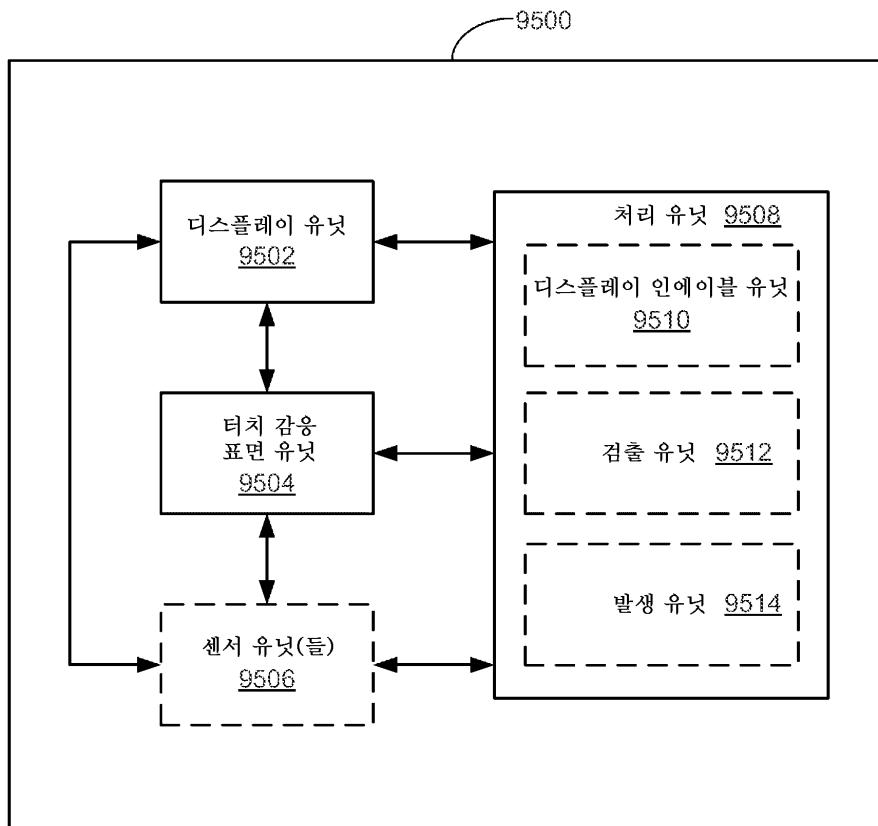 9500
디스플레이 유닛
9502
터치 감응
표면 유닛
9504
센서 유닛(들)
9506
처리 유닛 9508
디스플레이 인에이블 유닛
9510
검출 유닛 9512
발생 유닛 9514